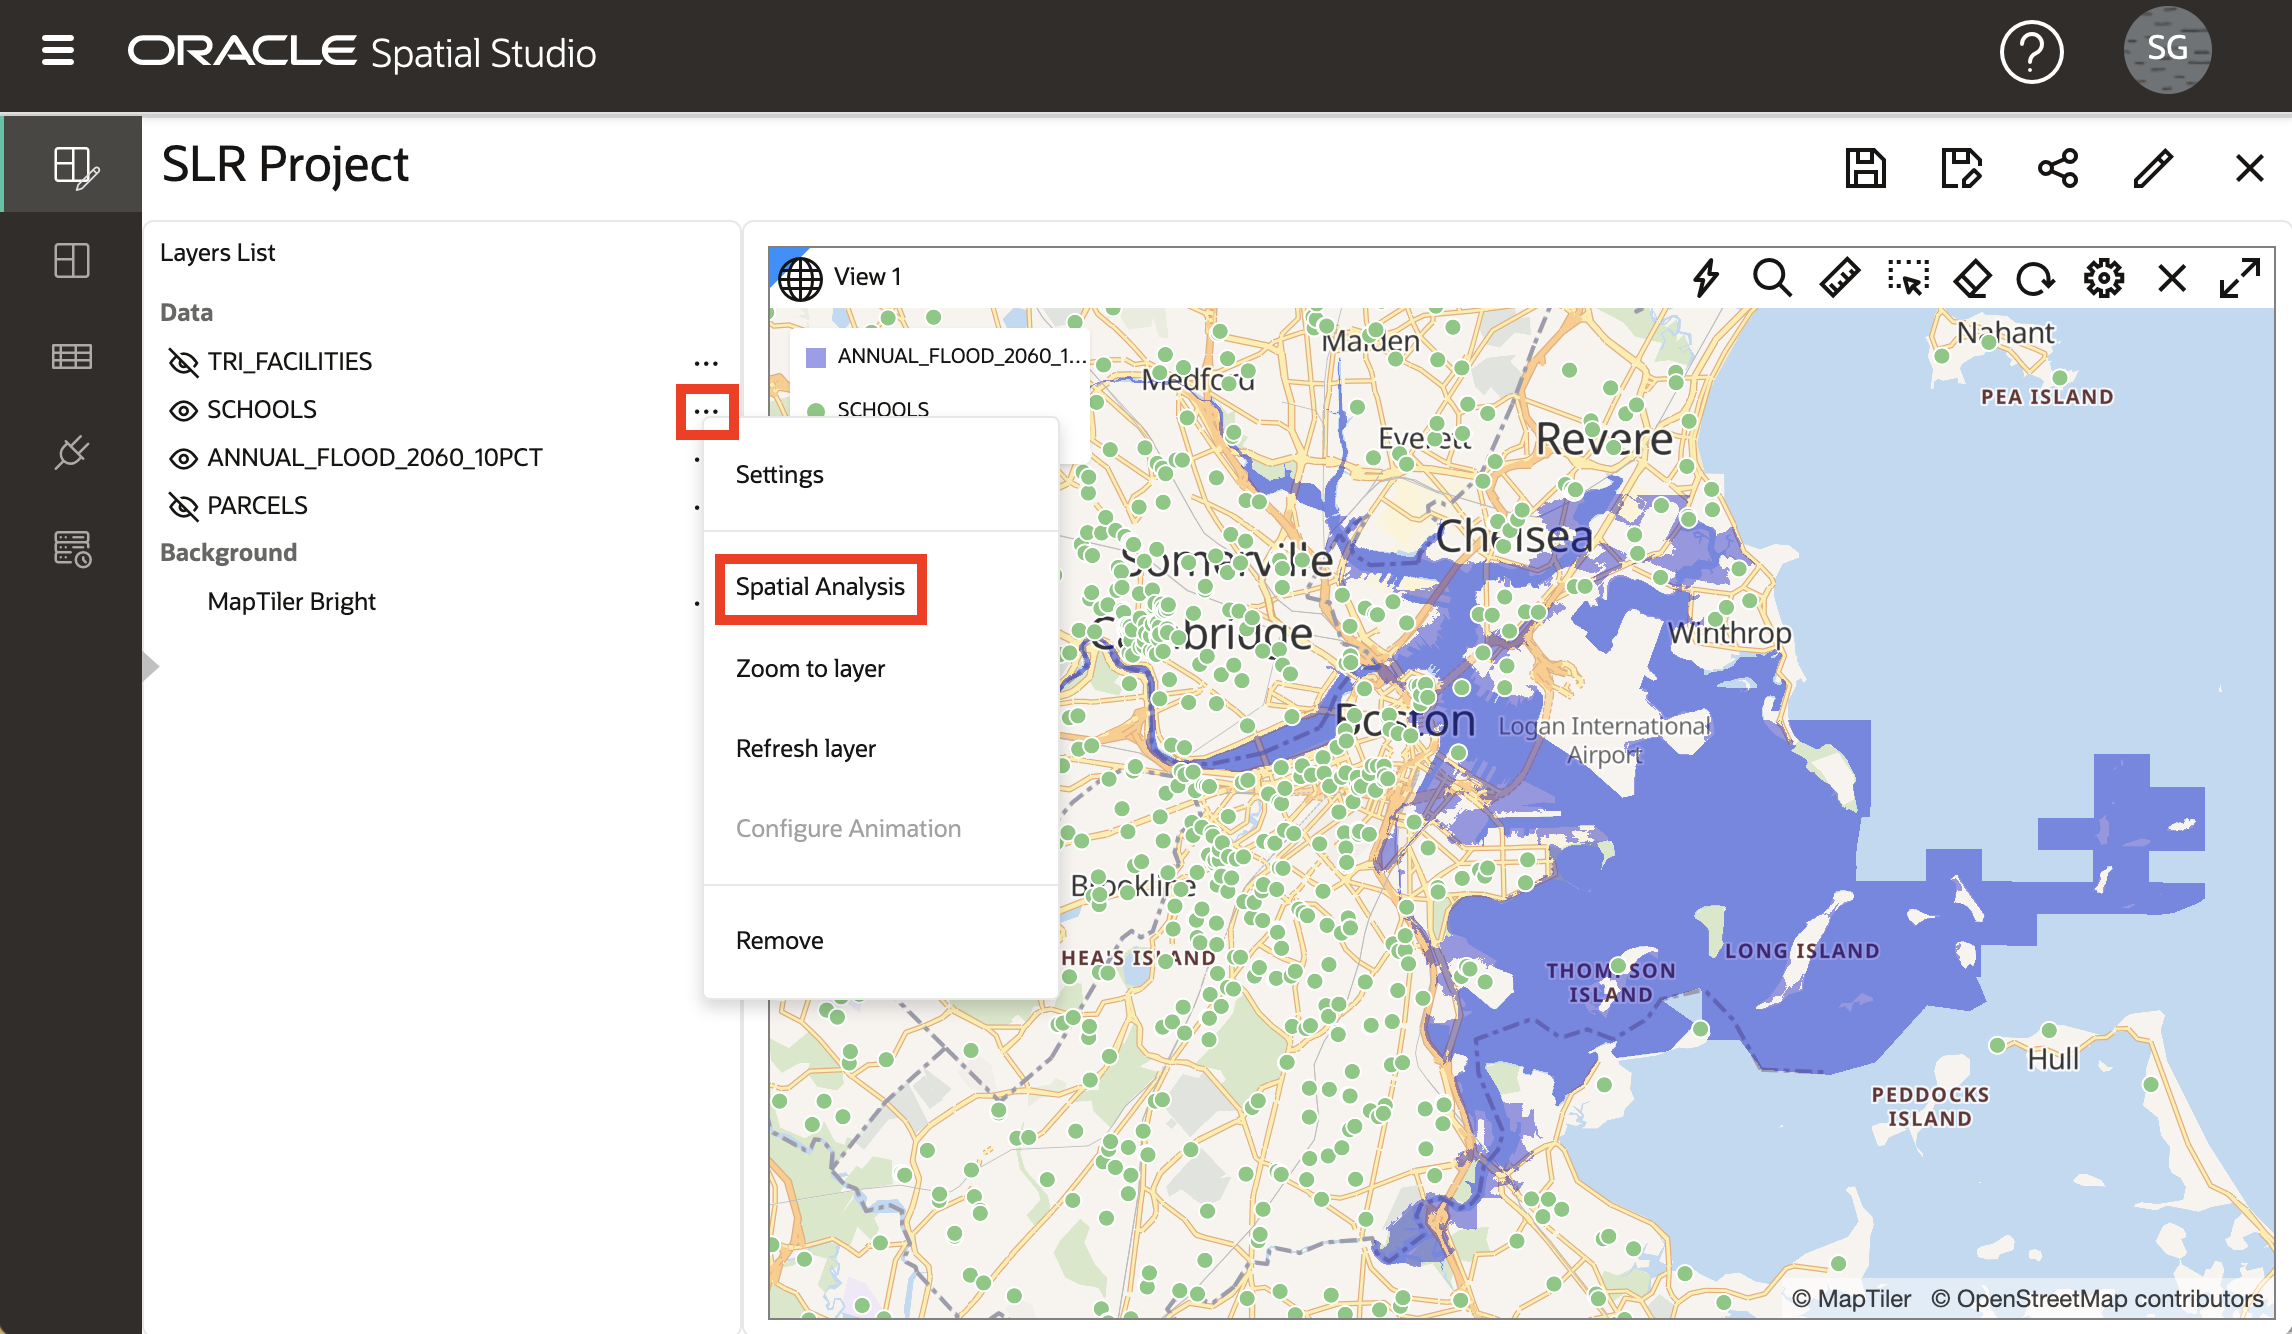 ORACLE Spatial Studio
?
SG
SLR Project
Layers List
Data
TRI_FACILITIES
SCHOOLS
ANNUAL_FLOOD_2060_10PCT
PARCELS
Background
MapTiler Bright
Settings
Spatial Analysis
Zoom to layer
Refresh layer
Configure Animation
Remove
View 1
ANNUAL_FLOOD_2060_1...
SCHOOLS
Malden
Nahant
PEA ISLAND
Medford
Everett
Revere
Chelsea
Somerville
Cambridge
Winthrop
Boston
Logan International
Airport
Brookline
HEA'S ISLAND
LONG ISLAND
THOMPSON
ISLAND
Hull
PEDDOCKS
ISLAND
© MapTiler © OpenStreetMap contributors